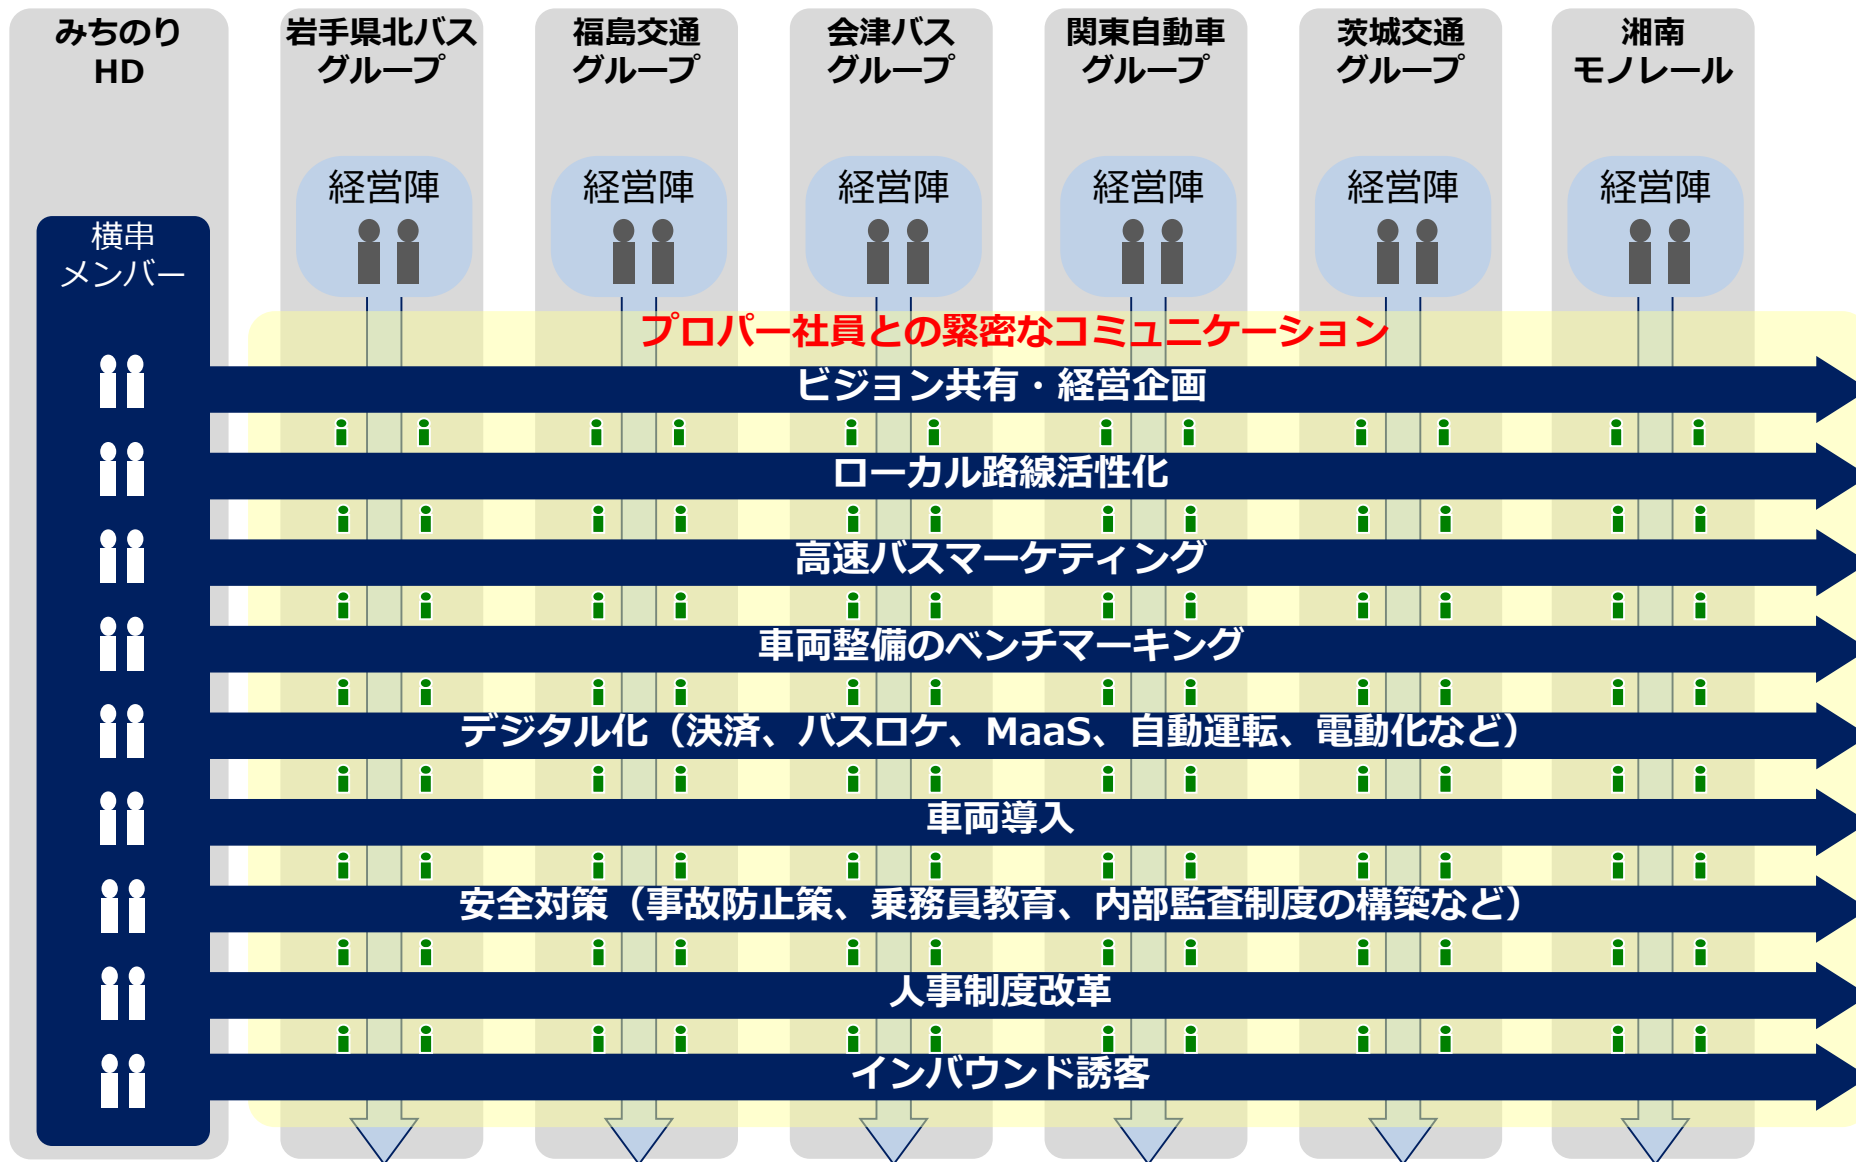 みちのり
HD
岩手県北バス
グループ
福島交通
グループ
会津バス
グループ
関東自動車
グループ
茨城交通
グループ
湘南
モノレール
経営陣
経営陣
経営陣
経営陣
経営陣
経営陣
横串
メンバー
プロパー社員との緊密なコミュニケーション
ビジョン共有・経営企画
ローカル路線活性化
高速バスマーケティング
車両整備のベンチマーキング
デジタル化（決済、バスロケ、MaaS、自動運転、電動化など）
車両導入
安全対策（事故防止策、乗務員教育、内部監査制度の構築など）
人事制度改革
インバウンド誘客